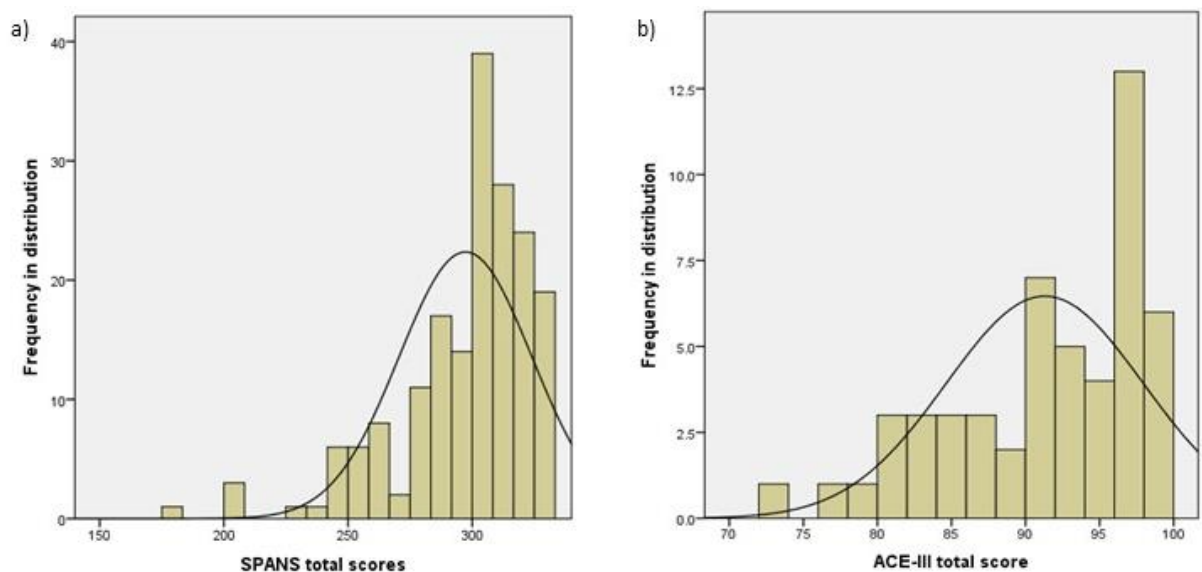 a)
Frequency in distribution
40
30
20
10
0
150 200 250 300
SPANS total scores
b)
Frequency in distribution
12.5
10.0
7.5
5.0
2.5
0.0
70 75 80 85 90 95 100
ACE-III total score